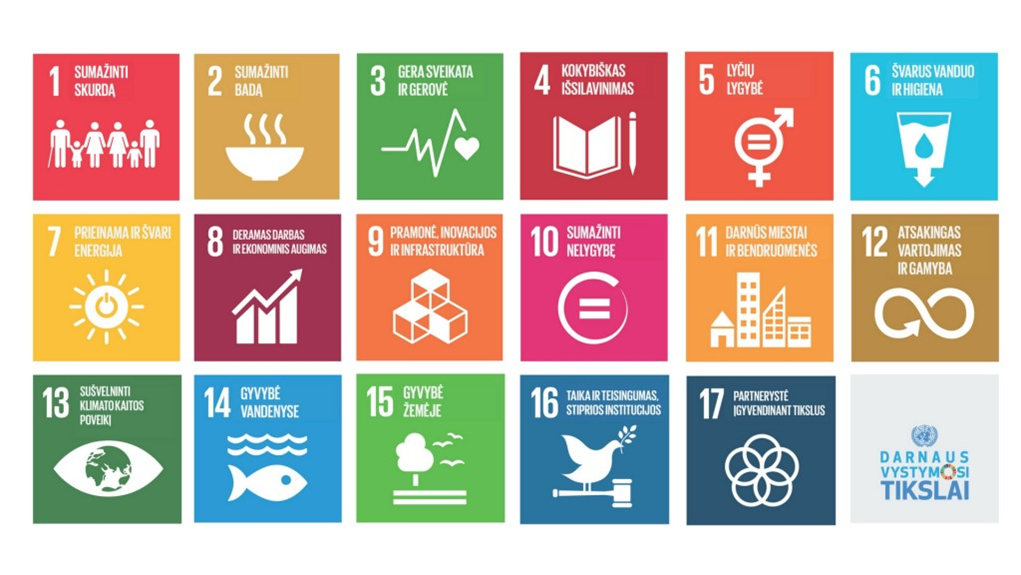 1 SUMAŽINTI
SKURDĄ
2 SUMAŽINTI
BADĄ
3 GERA SVEIKATA
IR GEROVĖ
4 KOKYBIŠKAS
IŠSILAVINIMAS
5 LYČIŲ
LYGYBĖ
6 ŠVARUS VANDUO
IR HIGIENA
7 PRIEINAMA IR ŠVARI
ENERGIJA
8 DERAMAS DARBAS
IR EKONOMINIS AUGIMAS
9 PRAMONĖ, INOVACIJOS
IR INFRASTRUKTŪRA
10 SUMAŽINTI
NELYGYBĘ
11 DARNŪS MIESTAI
IR BENDRUOMENĖS
12 ATSAKINGAS
VARTOJIMAS
IR GAMYBA
13 SUŠVELNINTI
KLIMATO KAITOS
POVEIKĮ
14 GYVYBĖ
VANDENYSE
15 GYVYBĖ
ŽEMĖJE
16 TAIKA IR TEISINGUMAS,
STIPRIOS INSTITUCIJOS
17 PARTNERYSTĖ
ĮGYVENDINANT TIKSLUS
DARNAUS
VYSTYMOSI
TIKSLAI